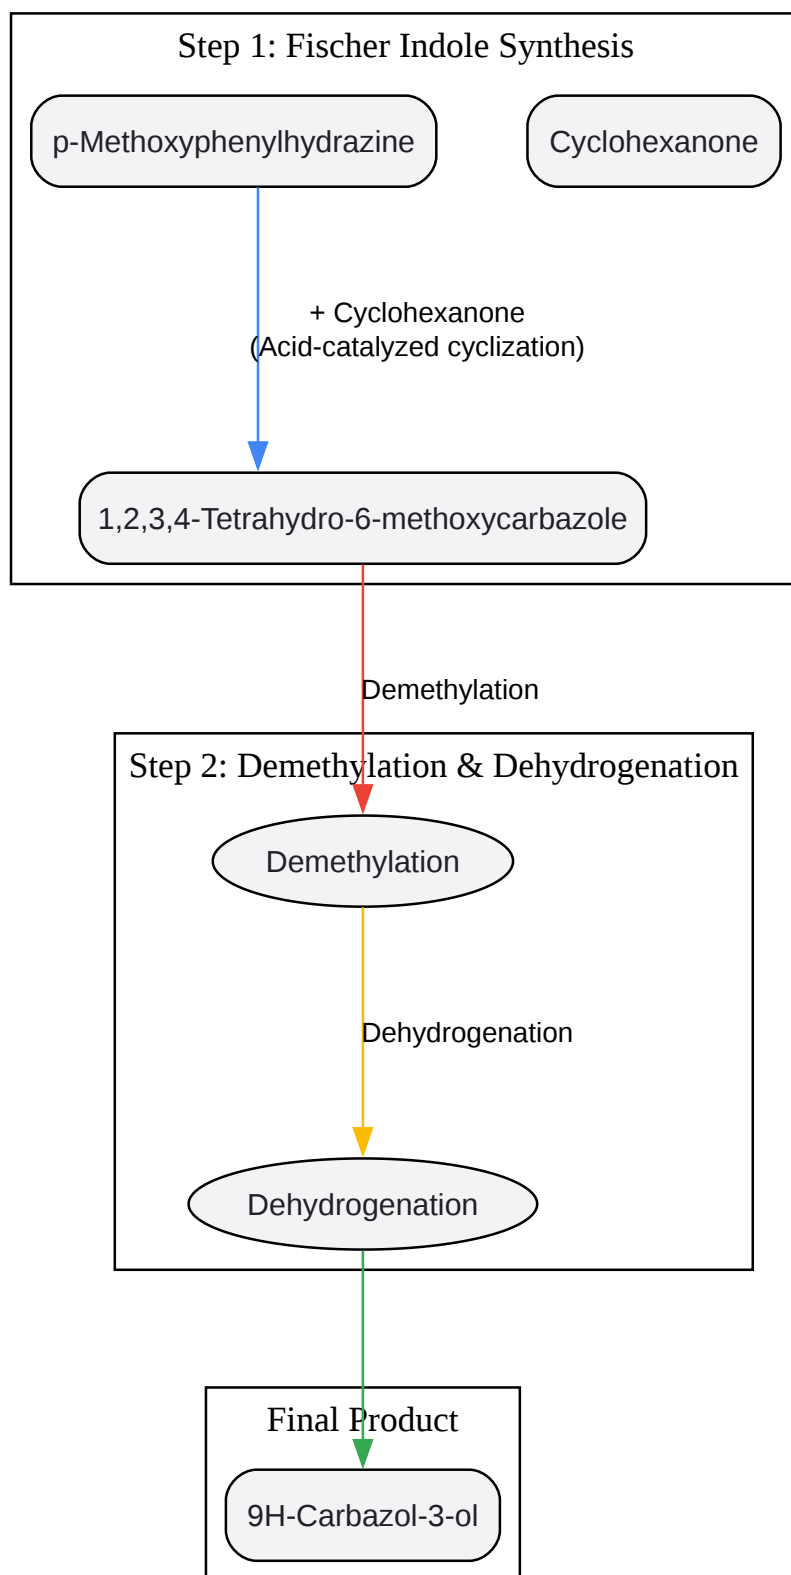 Step 1: Fischer Indole Synthesis
p-Methoxyphenylhydrazine
Cyclohexanone
+ Cyclohexanone
(Acid-catalyzed cyclization)
1,2,3,4-Tetrahydro-6-methoxycarbazole
Demethylation
Step 2: Demethylation & Dehydrogenation
Demethylation
Dehydrogenation
Dehydrogenation
Final Product
9H-Carbazol-3-ol